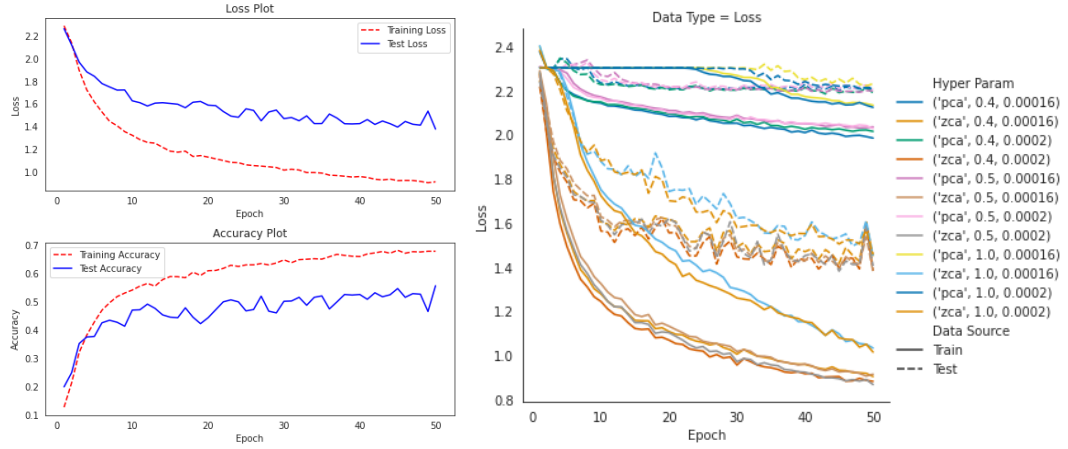 Loss Plot
Training Loss
Test Loss
2.2
2.0
1.8
1.6
1.4
1.2
1.0
Loss
0
10
20
30
40
50
Epoch
Accuracy Plot
Training Accuracy
Test Accuracy
0.7
0.6
0.5
0.4
0.3
0.2
0.1
Accuracy
0
10
20
30
40
50
Epoch
Data Type = Loss
2.4
2.2
2.0
1.8
1.6
1.4
1.2
1.0
0.8
Loss
0
10
20
30
40
50
Epoch
Hyper Param
('pca', 0.4, 0.00016)
('zca', 0.4, 0.00016)
('pca', 0.4, 0.0002)
('zca', 0.4, 0.0002)
('pca', 0.5, 0.00016)
('zca', 0.5, 0.00016)
('pca', 0.5, 0.0002)
('zca', 0.5, 0.0002)
('pca', 1.0, 0.00016)
('zca', 1.0, 0.00016)
('pca', 1.0, 0.0002)
('zca', 1.0, 0.0002)
Data Source
Train
Test